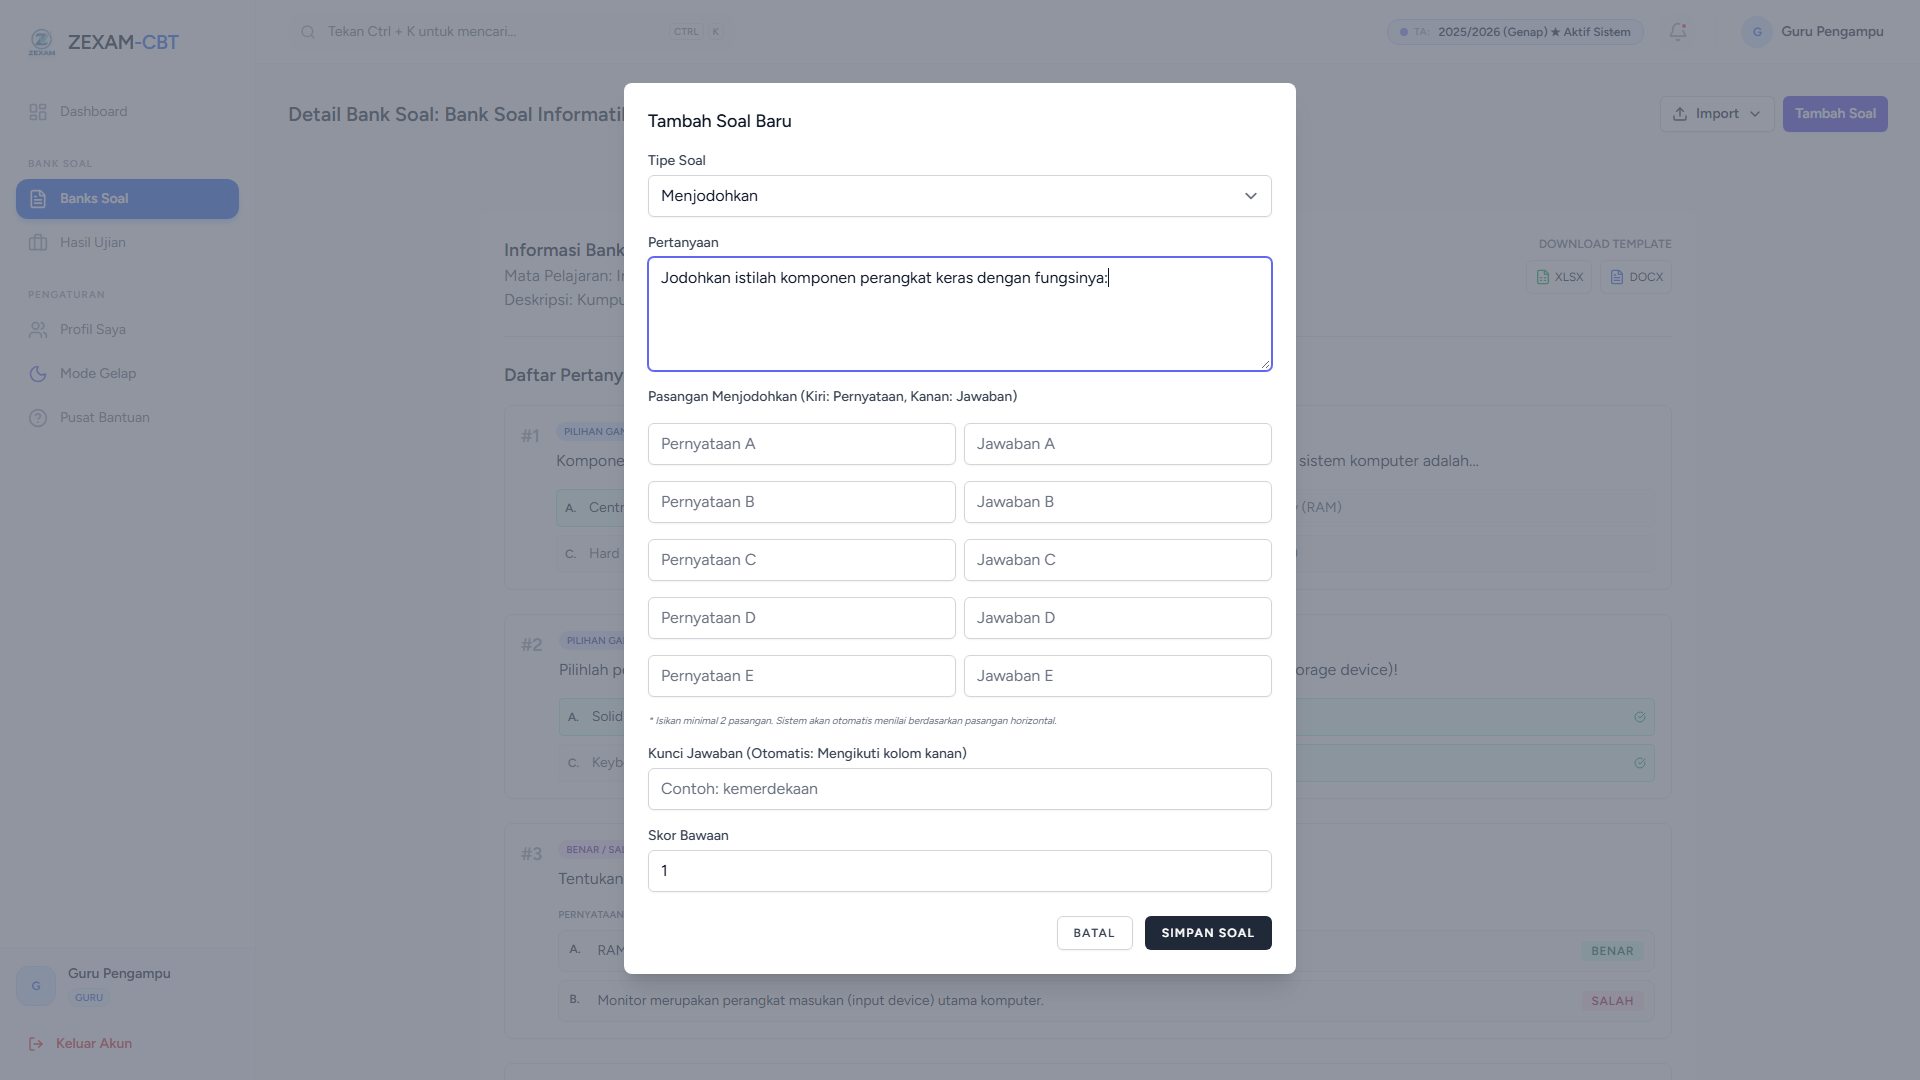 ZEXAM
ZEXAM-CBT
Tekan Ctrl + K untuk mencari...
CTRL K
TA: 2025/2026 (Genap) ★ Aktif Sistem
G Guru Pengampu
Dashboard
BANK SOAL
Banks Soal
Hasil Ujian
PENGATURAN
Profil Saya
Mode Gelap
Pusat Bantuan
G Guru Pengampu
GURU
Keluar Akun
Detail Bank Soal: Bank Soal Informati
Import
Tambah Soal
Informasi Bank
Mata Pelajaran:
Deskripsi: Kumpu
DOWNLOAD TEMPLATE
XLSX DOCX
Daftar Pertany
#1 PILIHAN GAN
Kompone sistem komputer adalah...
A. Centr (RAM)
C. Hard
#2 PILIHAN GA
Pilihlah pe orage device)!
A. Solid
C. Keyb
#3 BENAR / SA
Tentukan
PERNYATAAN
A. RAM BENAR
B. Monitor merupakan perangkat masukan (input device) utama komputer. SALAH
Tambah Soal Baru
Tipe Soal
Menjodohkan
Pertanyaan
Jodohkan istilah komponen perangkat keras dengan fungsinya:
Pasangan Menjodohkan (Kiri: Pernyataan, Kanan: Jawaban)
Pernyataan A Jawaban A
Pernyataan B Jawaban B
Pernyataan C Jawaban C
Pernyataan D Jawaban D
Pernyataan E Jawaban E
* Isikan minimal 2 pasangan. Sistem akan otomatis menilai berdasarkan pasangan horizontal.
Kunci Jawaban (Otomatis: Mengikuti kolom kanan)
Contoh: kemerdekaan
Skor Bawaan
1
BATAL SIMPAN SOAL